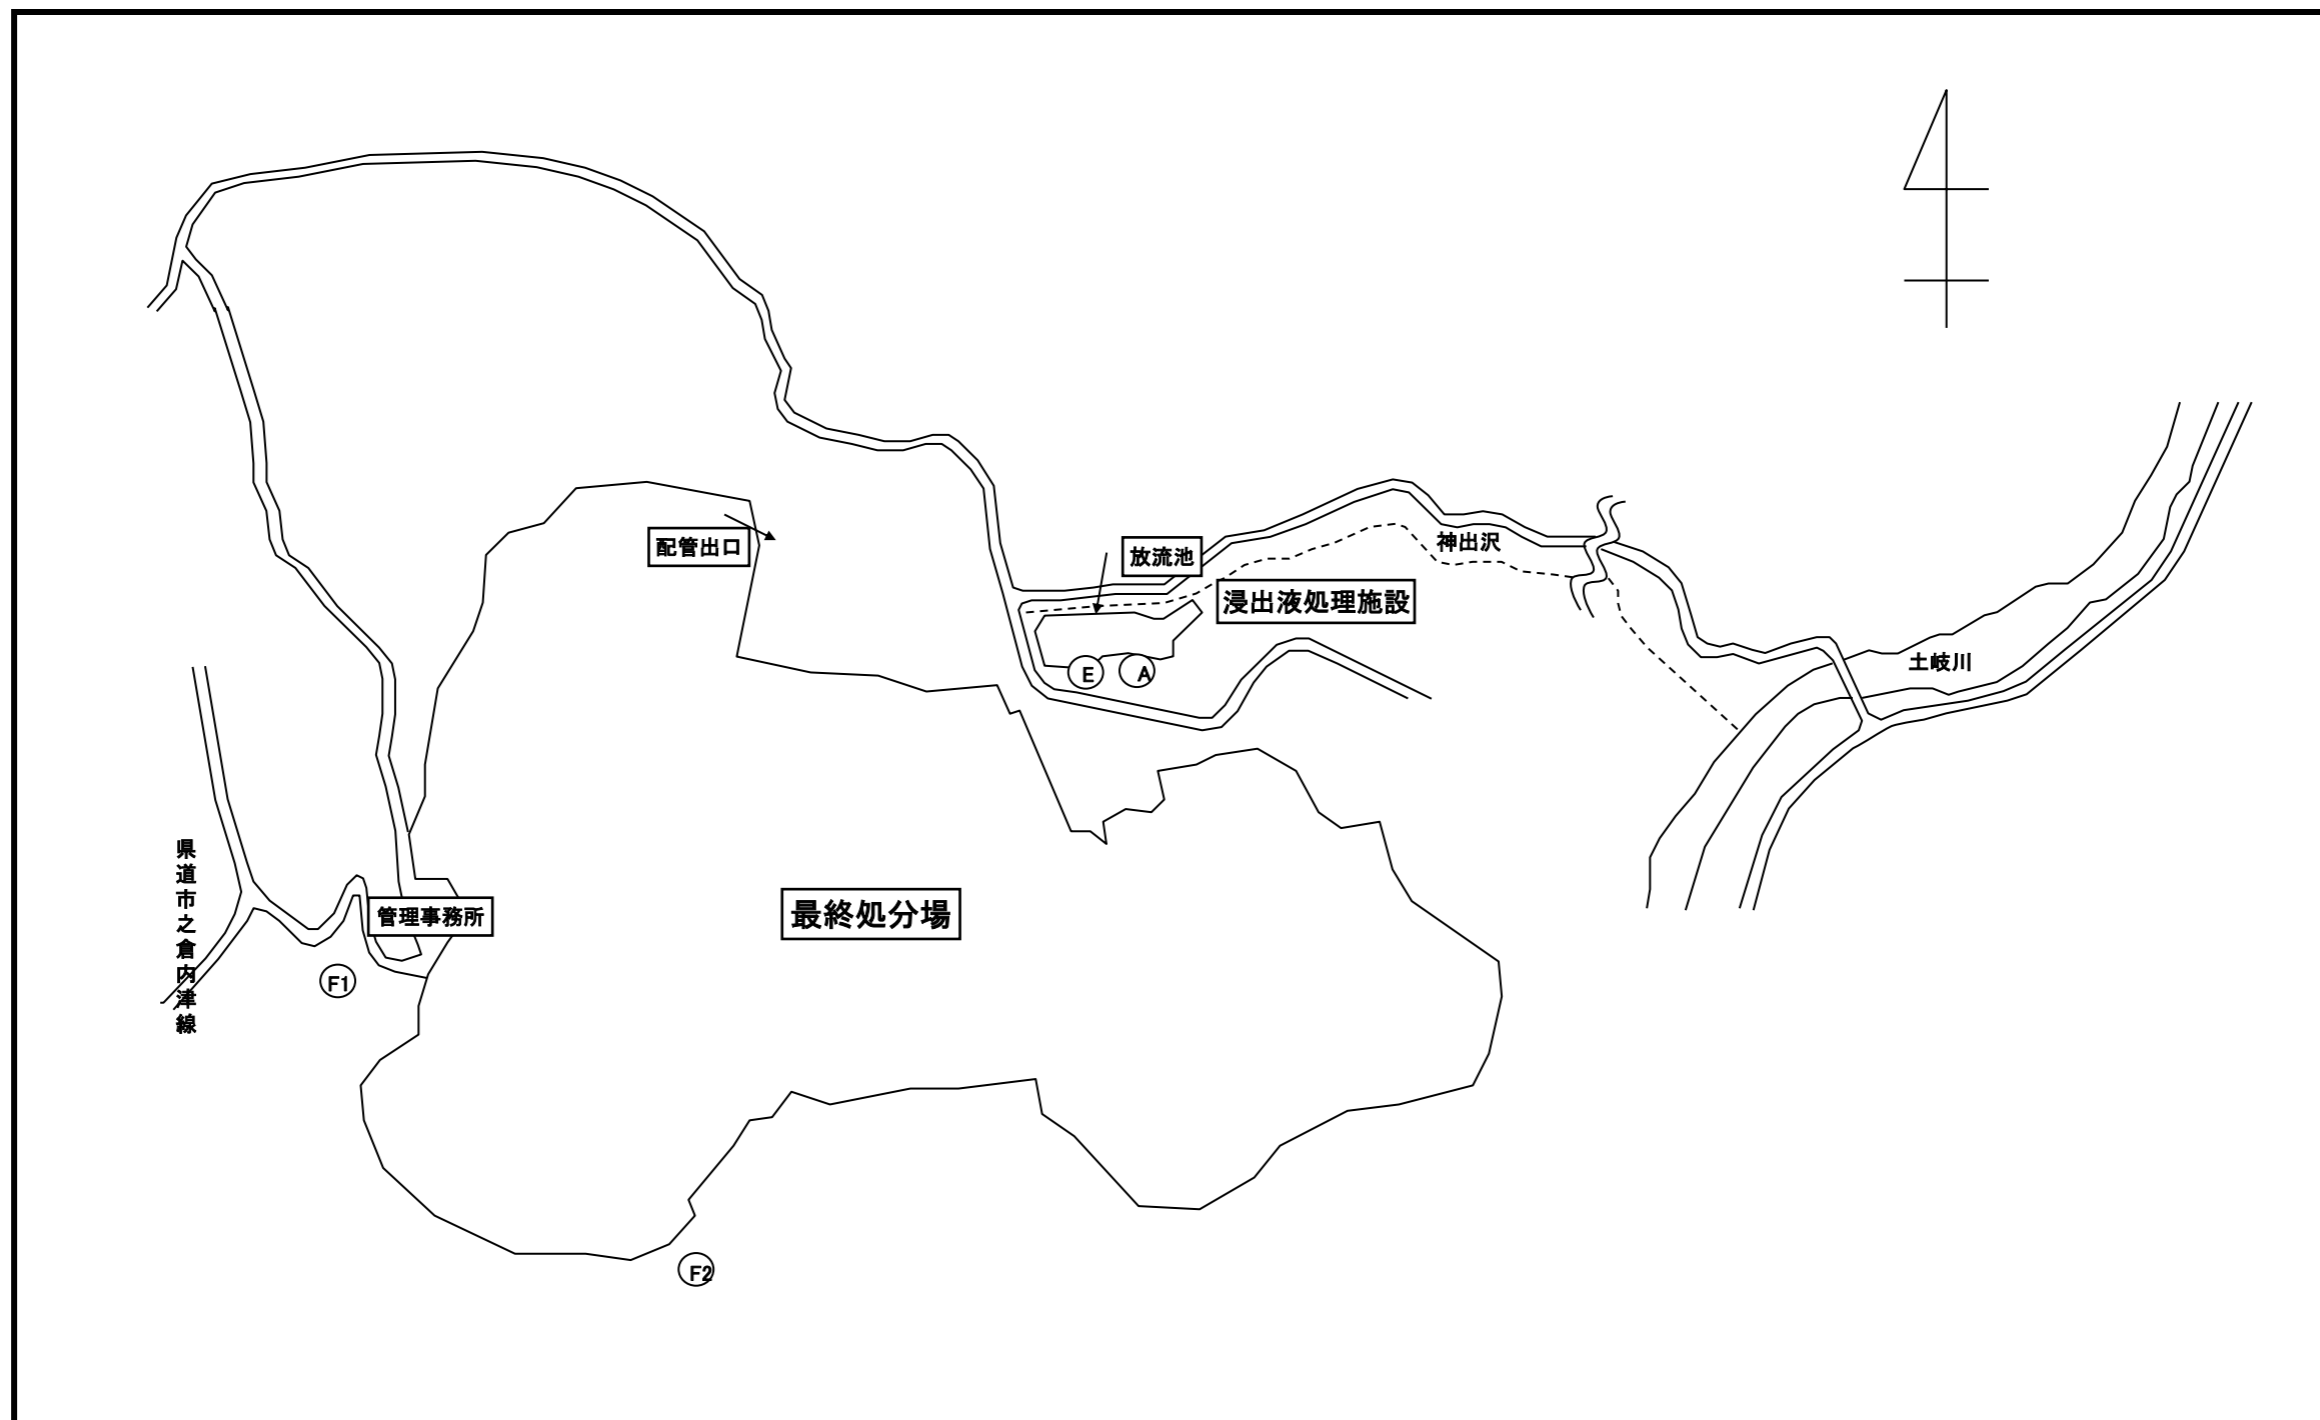 配管出口
放流池
神出沢
浸出液処理施設
土岐川
E
A
県道市之倉内津線
管理事務所
最終処分場
F1
F2